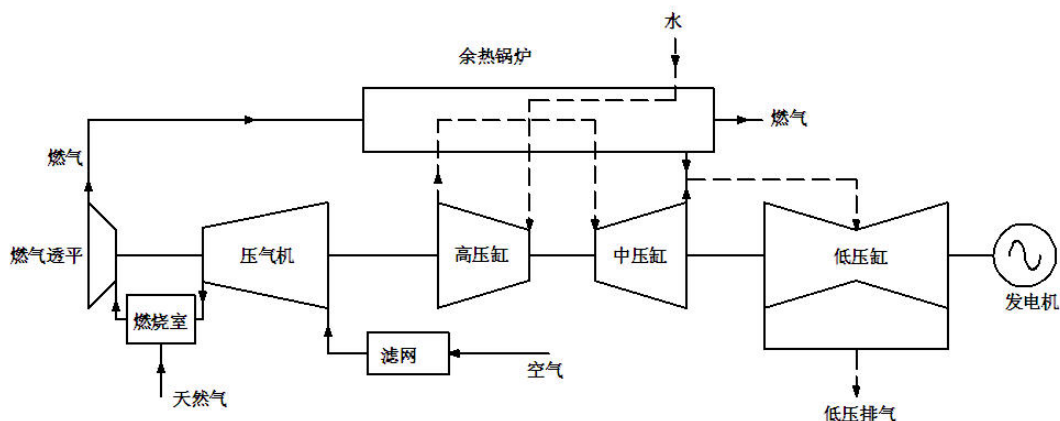 水
余热锅炉
燃气
燃气
燃气透平
压气机
高压缸
中压缸
低压缸
发电机
燃烧室
滤网
空气
天然气
低压排气